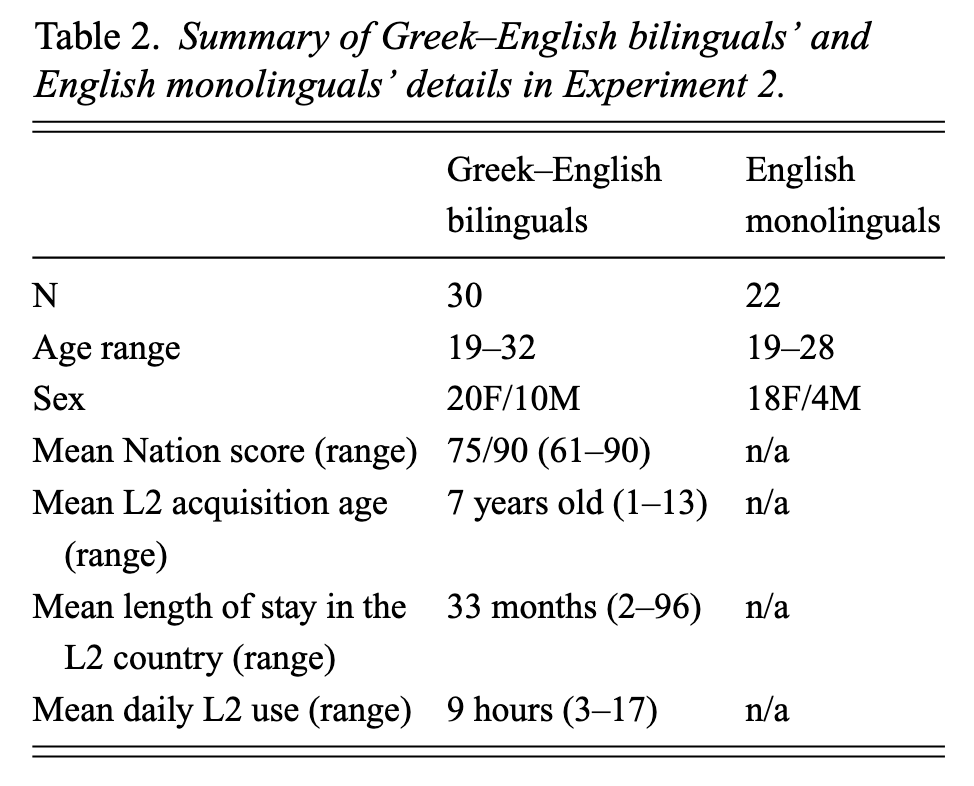 Table 2. Summary of Greek–English bilinguals’ and
English monolinguals’ details in Experiment 2.
Greek–English bilinguals English monolinguals
N 30 22
Age range 19–32 19–28
Sex 20F/10M 18F/4M
Mean Nation score (range) 75/90 (61–90) n/a
Mean L2 acquisition age 7 years old (1–13) n/a
(range)
Mean length of stay in the 33 months (2–96) n/a
L2 country (range)
Mean daily L2 use (range) 9 hours (3–17) n/a